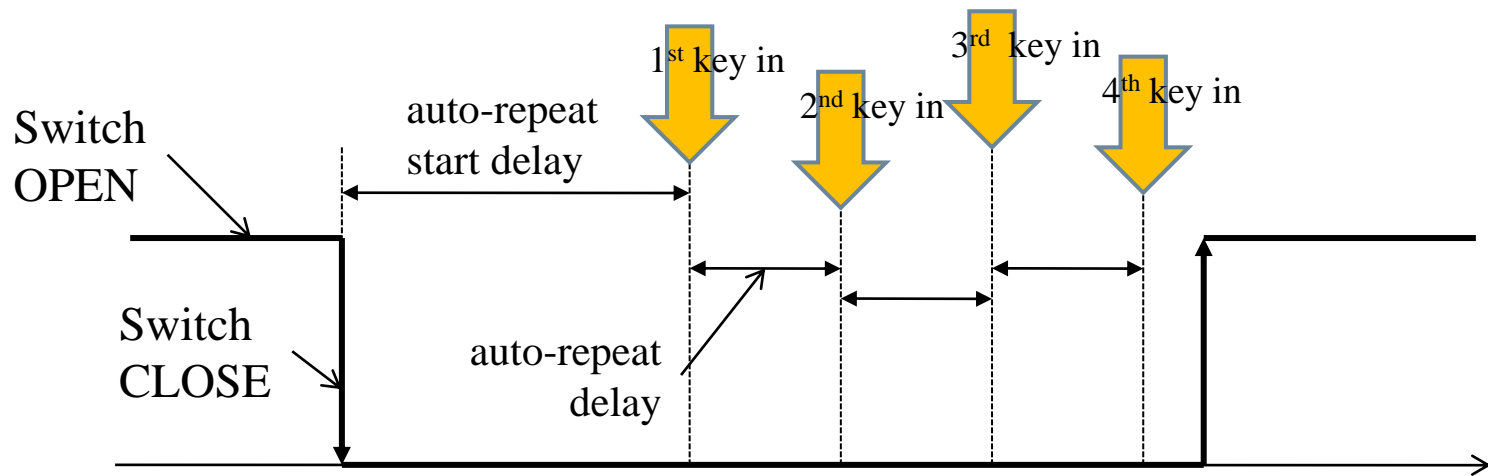 1st key in
2nd key in
3rd key in
4th key in
auto-repeat
start delay
Switch
OPEN
Switch
CLOSE
auto-repeat
delay